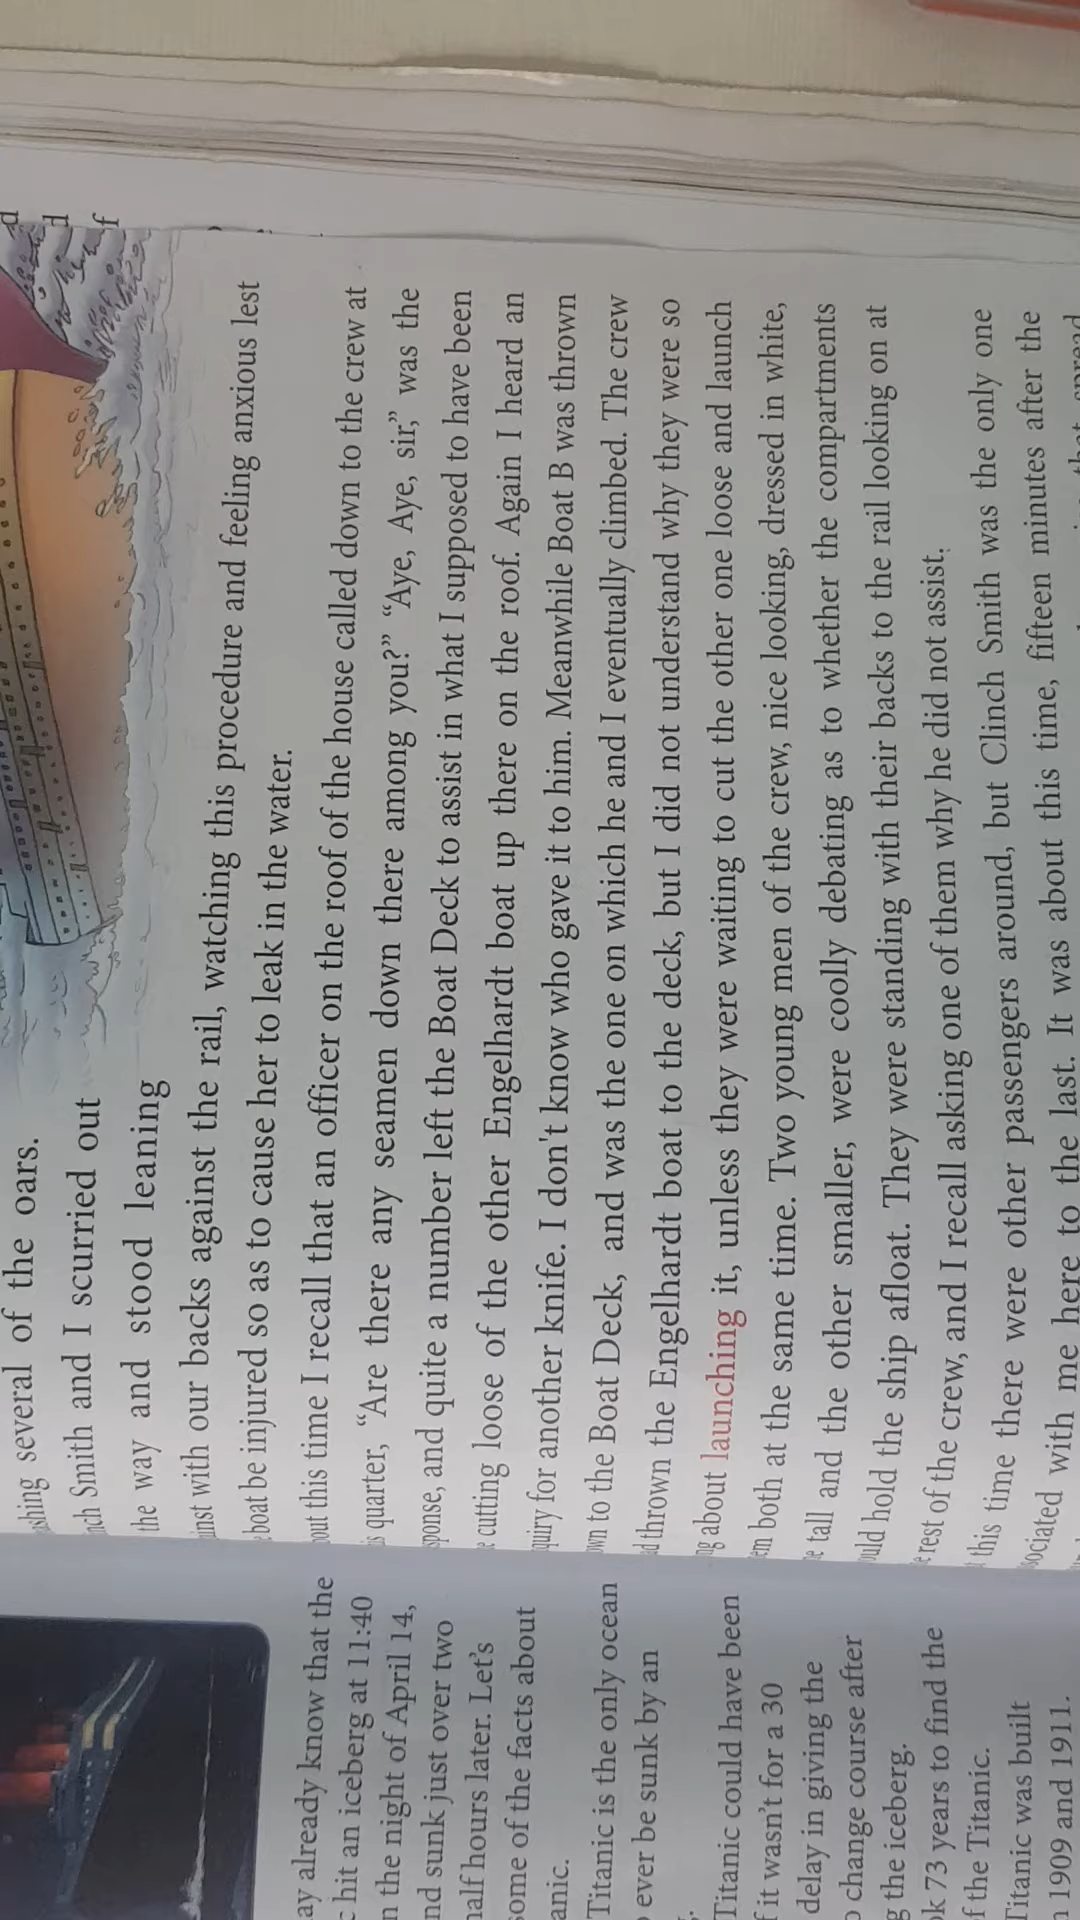 several of the oars.
Smith and I scurried out
the way and stood leaning
with our backs against the rail, watching this procedure and feeling anxious lest
boat be injured so as to cause her to leak in the water.
this time I recall that an officer on the roof of the house called down to the crew at
quarter, “Are there any seamen down there among you?” “Aye, Aye, sir,” was the
and quite a number left the Boat Deck to assist in what I supposed to have been
cutting loose of the other Engelhardt boat up there on the roof. Again I heard an
for another knife. I don't know who gave it to him. Meanwhile Boat B was thrown
to the Boat Deck, and was the one on which he and I eventually climbed. The crew
thrown the Engelhardt boat to the deck, but I did not understand why they were so
about launching it, unless they were waiting to cut the other one loose and launch
both at the same time. Two young men of the crew, nice looking, dressed in white,
tall and the other smaller, were coolly debating as to whether the compartments
hold the ship afloat. They were standing with their backs to the rail looking on at
rest of the crew, and I recall asking one of them why he did not assist.
this time there were other passengers around, but Clinch Smith was the only one
with me here to the last. It was about this time, fifteen minutes after the
that spread
already know that the
hit an iceberg at 11:40
the night of April 14,
sunk just over two
hours later. Let's
some of the facts about
Titanic is the only ocean
ever be sunk by an
Titanic could have been
it wasn't for a 30
delay in giving the
change course after
the iceberg.
73 years to find the
the Titanic.
Titanic was built
1909 and 1911.